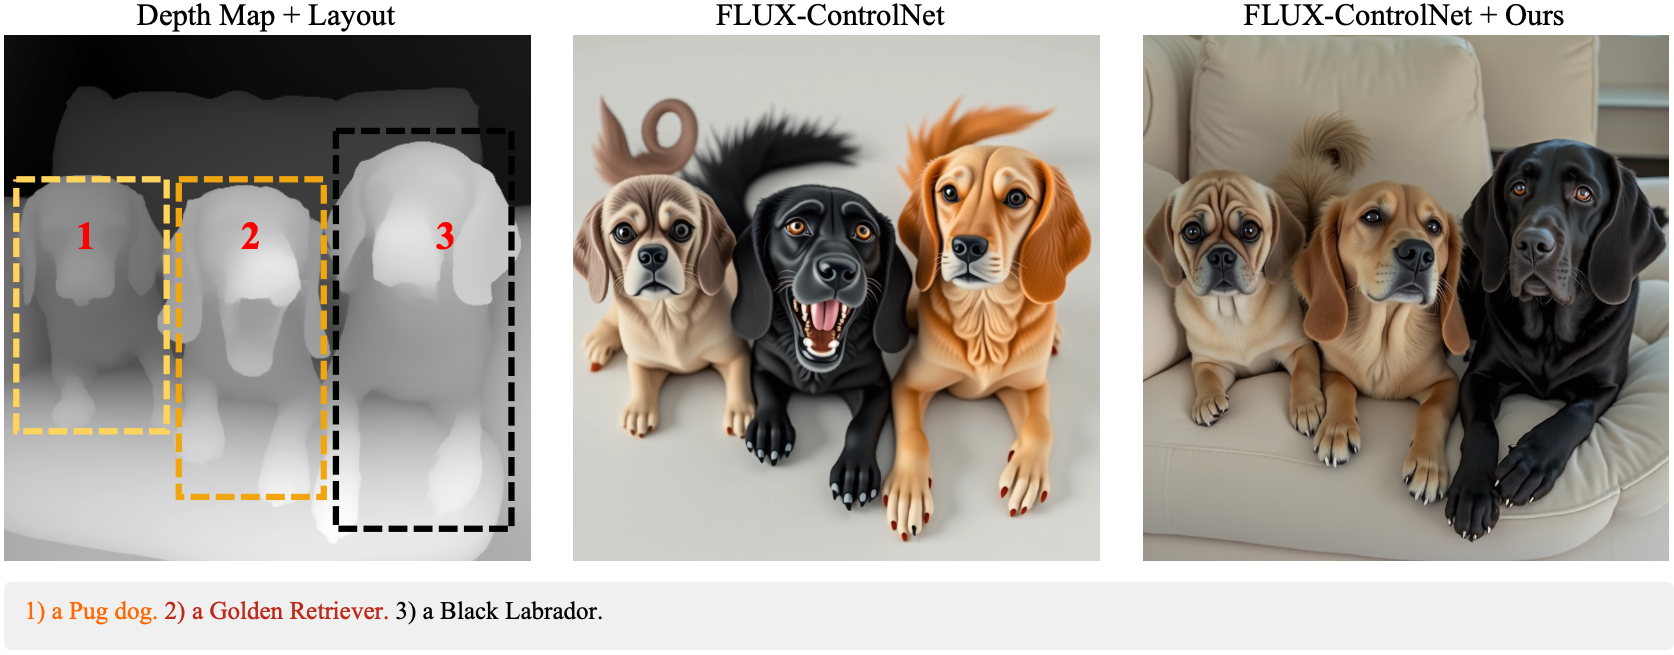 Depth Map + Layout
FLUX-ControlNet
FLUX-ControlNet + Ours
1
2
3
1) a Pug dog. 2) a Golden Retriever. 3) a Black Labrador.